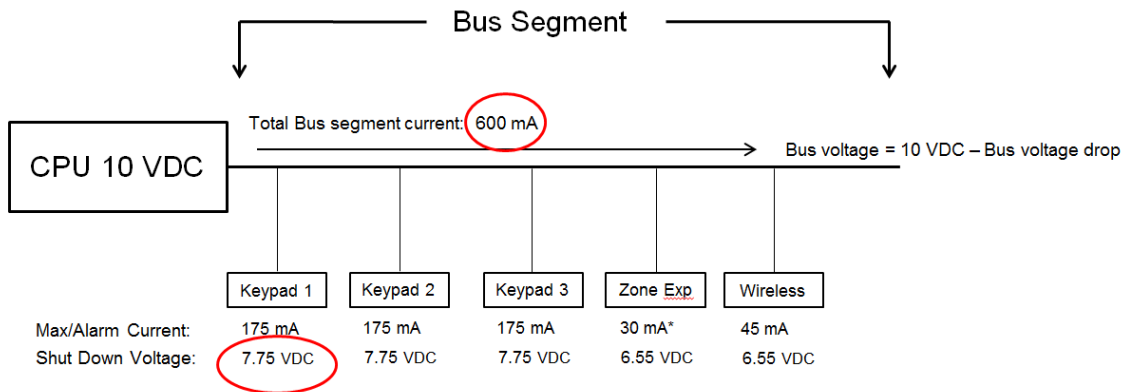 Bus Segment
Total Bus segment current: 600 mA
CPU 10 VDC
Bus voltage = 10 VDC – Bus voltage drop
Keypad 1 Keypad 2 Keypad 3 Zone Exp Wireless
Max/Alarm Current: 175 mA 175 mA 175 mA 30 mA* 45 mA
Shut Down Voltage: 7.75 VDC 7.75 VDC 7.75 VDC 6.55 VDC 6.55 VDC